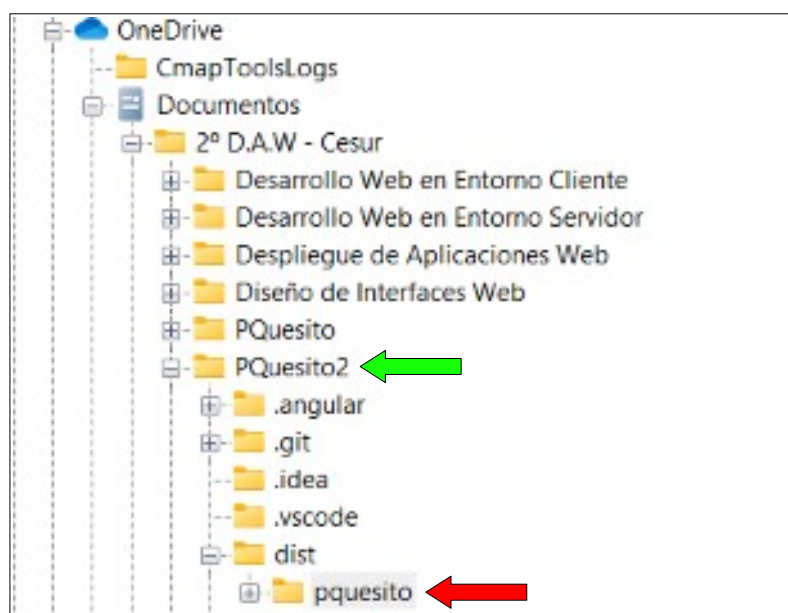 OneDrive
CmapToolsLogs
Documentos
2º D.A.W - Cesur
Desarrollo Web en Entorno Cliente
Desarrollo Web en Entorno Servidor
Despliegue de Aplicaciones Web
Diseño de Interfaces Web
PQuesito
PQuesito2
.angular
.git
.idea
.vscode
dist
pquesito